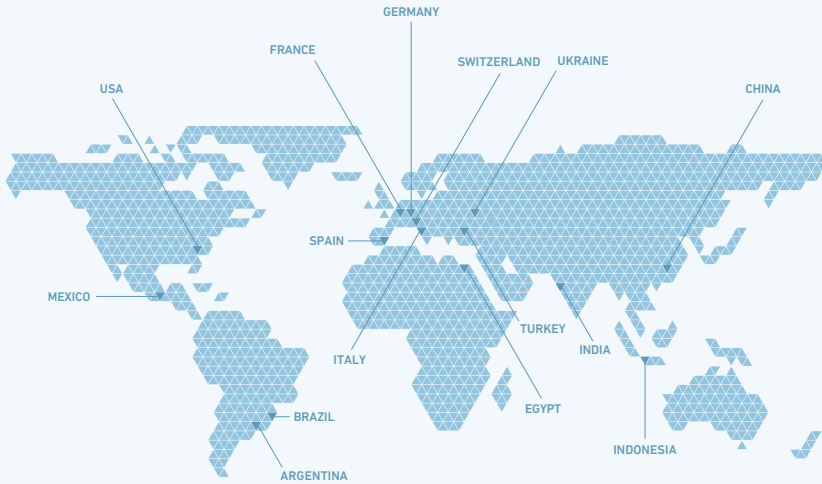 GERMANY
FRANCE
SWITZERLAND
UKRAINE
USA
CHINA
SPAIN
MEXICO
TURKEY
INDIA
ITALY
EGYPT
BRAZIL
INDONESIA
ARGENTINA